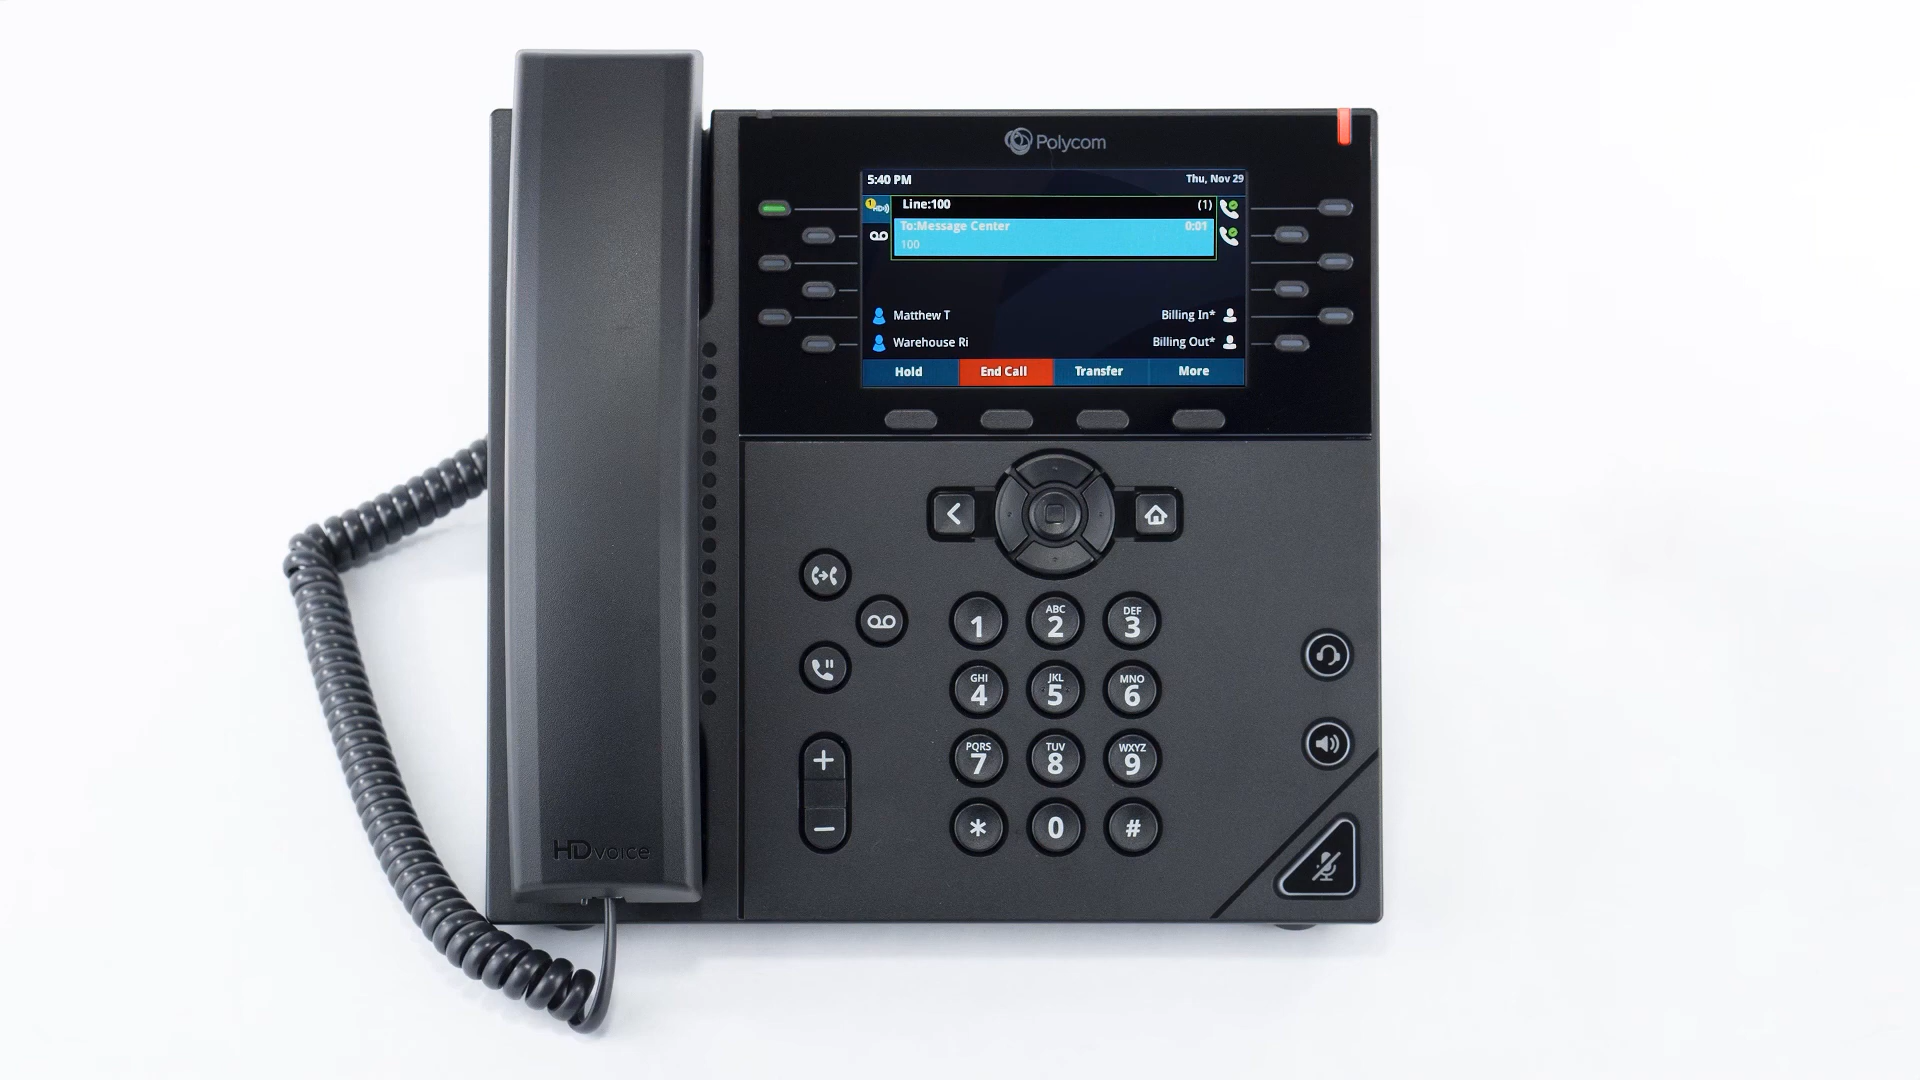 Polycom
5:40 PM Thu, Nov 29
1 HD Line:100 (1)
To:Message Center 0:01
100
Matthew T Billing In*
Warehouse Ri Billing Out*
Hold End Call Transfer More
1 ABC 2 DEF 3
GHI 4 JKL 5 MNO 6
PQRS 7 TUV 8 WXYZ 9
* 0 #
+
−
HDvoice